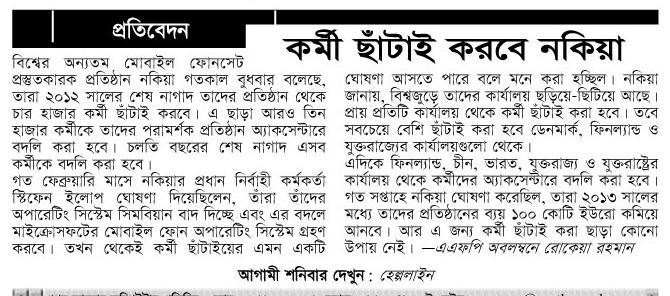 প্রতিবেদন
কর্মী ছাঁটাই করবে নকিয়া
বিশ্বের অন্যতম মোবাইল ফোনসেট
প্রস্তুতকারক প্রতিষ্ঠান নকিয়া গতকাল বুধবার বলেছে,
তারা ২০১২ সালের শেষ নাগাদ তাদের প্রতিষ্ঠান থেকে
চার হাজার কর্মী ছাঁটাই করবে। এ ছাড়া আরও তিন
হাজার কর্মীকে তাদের পরামর্শক প্রতিষ্ঠান অ্যাকসেন্টারে
বদলি করা হবে। চলতি বছরের শেষ নাগাদ এসব
কর্মীকে বদলি করা হবে।
গত ফেব্রুয়ারি মাসে নকিয়ার প্রধান নির্বাহী কর্মকর্তা
স্টিফেন ইলোপ ঘোষণা দিয়েছিলেন, তাঁরা তাঁদের
অপারেটিং সিস্টেম সিমবিয়ান বাদ দিচ্ছে এবং এর বদলে
মাইক্রোসফটের মোবাইল ফোন অপারেটিং সিস্টেম গ্রহণ
করবে। তখন থেকেই কর্মী ছাঁটাইয়ের এমন একটি
ঘোষণা আসতে পারে বলে মনে করা হচ্ছিল। নকিয়া
জানায়, বিশ্বজুড়ে তাদের কার্যালয় ছড়িয়ে-ছিটিয়ে আছে।
প্রায় প্রতিটি কার্যালয় থেকে কর্মী ছাঁটাই করা হবে। তবে
সবচেয়ে বেশি ছাঁটাই করা হবে ডেনমার্ক, ফিনল্যান্ড ও
যুক্তরাজ্যের কার্যালয়গুলো থেকে।
এদিকে ফিনল্যান্ড, চীন, ভারত, যুক্তরাজ্য ও যুক্তরাষ্ট্রের
কার্যালয় থেকে কর্মীদের অ্যাকসেন্টারে বদলি করা হবে।
গত সপ্তাহে নকিয়া ঘোষণা করেছিল, তারা ২০১৩ সালের
মধ্যে তাদের প্রতিষ্ঠানের ব্যয় ১০০ কোটি ইউরো কমিয়ে
আনবে। আর এ জন্য কর্মী ছাঁটাই করা ছাড়া কোনো
উপায় নেই। —এএফপি অবলম্বনে রোকেয়া রহমান
আগামী শনিবার দেখুন : হেল্পলাইন